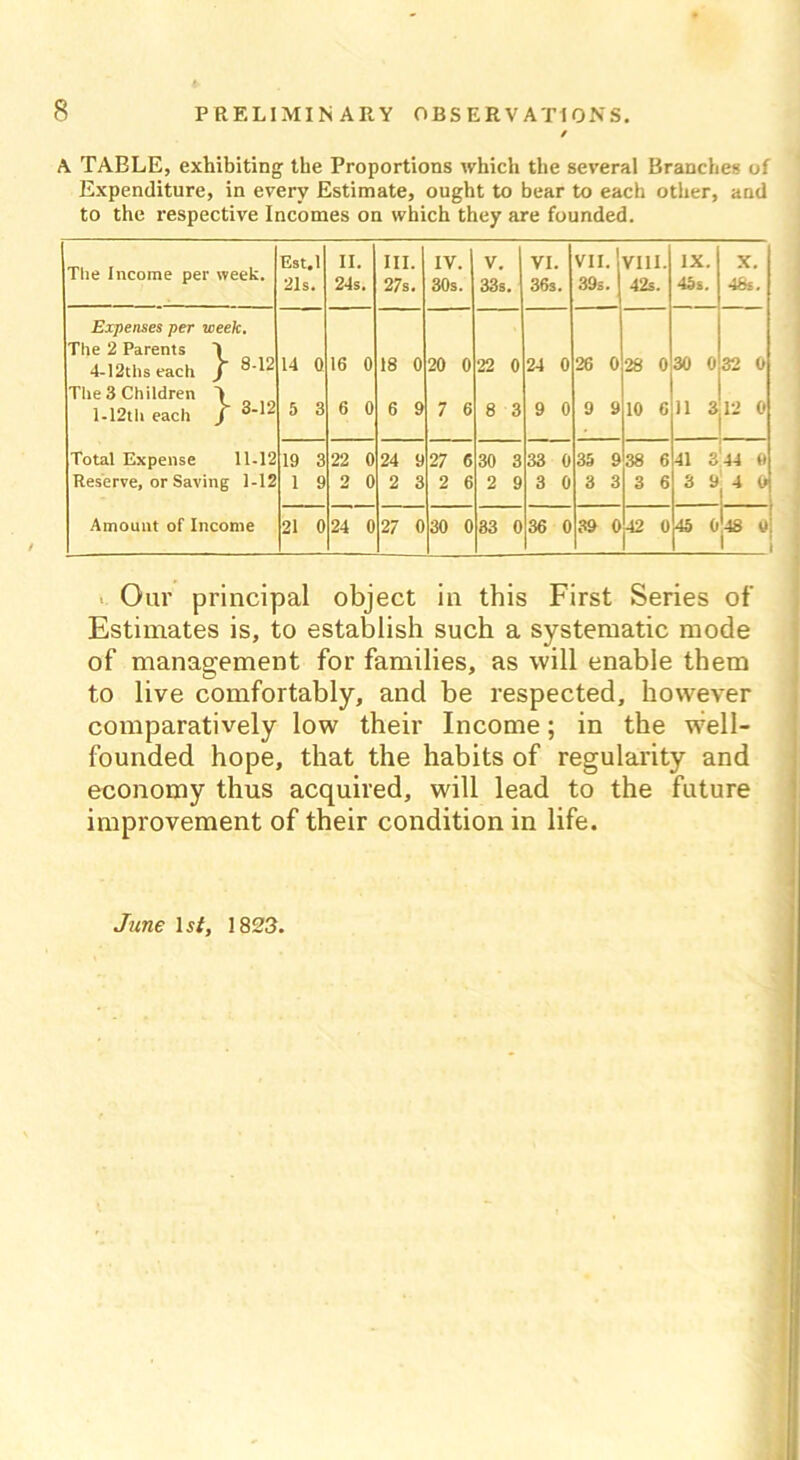 8 PRELIMINARY OBSERVATIONS.
A TABLE, exhibiting the Proportions which the several Branches of
Expenditure, in every Estimate, ought to bear to each other, and
to the respective Incomes on which they are founded.
The Income per week. Est.1 21s. II. 24s. III. 27s. IV. 30s. V. 33s. VI. 36s. VII. 39s. VIII. 42s. IX. 45s. X. 48s.
Expenses per week.
The 2 Parents
4-12ths each } 8-12 14 0 16 0 18 0 20 0 22 0 24 0 26 0 28 0 30 0 32 0
The 3 Children
1-12th each } 3-12 5 3 6 0 6 9 7 6 8 3 9 0 9 9 10 6 11 3 12 0
Total Expense 11-12 19 3 22 0 24 9 27 6 30 3 33 0 35 9 38 6 41 3 44 0
Reserve, or Saving 1-12 1 9 2 0 2 3 2 6 2 9 3 0 3 3 3 6 3 9 4 0
Amount of Income 21 0 24 0 27 0 30 0 33 0 36 0 39 0 42 0 45 0 48 0
Our principal object in this First Series of
Estimates is, to establish such a systematic mode
of management for families, as will enable them
to live comfortably, and be respected, however
comparatively low their Income; in the well-
founded hope, that the habits of regularity and
economy thus acquired, will lead to the future
improvement of their condition in life.
June 1st, 1823.